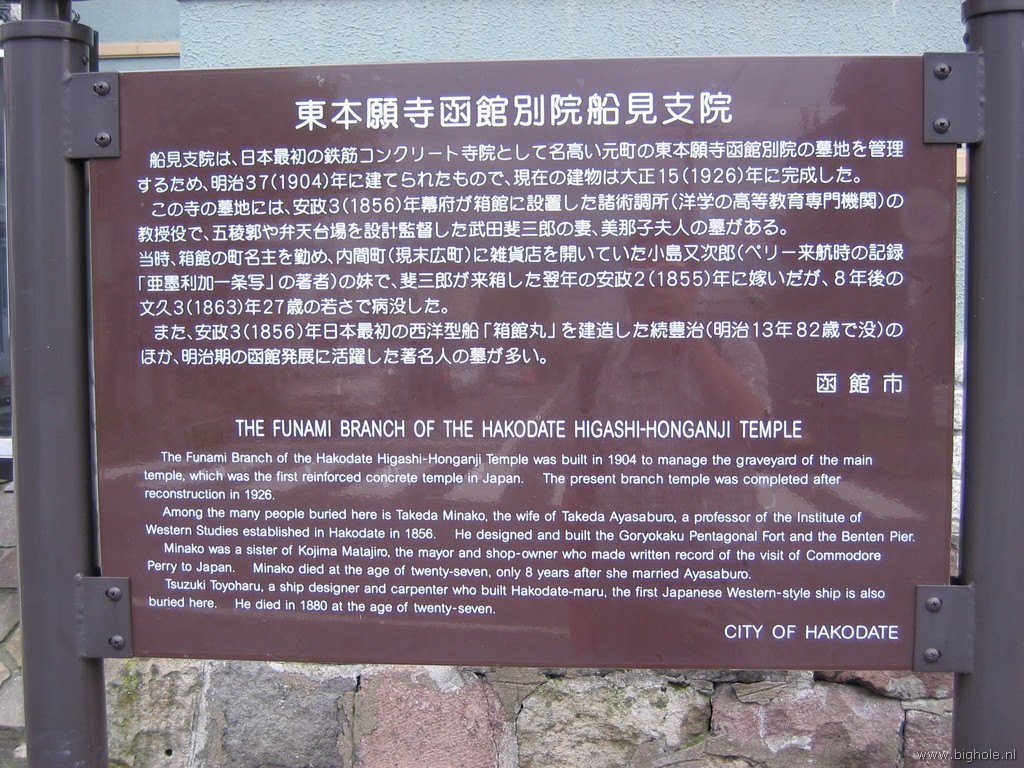 東本願寺函館別院船見支院
船見支院は、日本最初の鉄筋コンクリート寺院として名高い元町の東本願寺函館別院の墓地を管理
するため、明治37(1904)年に建てられたもので、現在の建物は大正15(1926)年に完成した。
この寺の墓地には、安政3(1856)年幕府が箱館に設置した諸術調所(洋学の高等教育専門機関)の
教授役で、五稜郭や弁天台場を設計監督した武田斐三郎の妻、美那子夫人の墓がある。
当時、箱館の町名主を勤め、内間町(現末広町)に雑貨店を開いていた小島又次郎(ペリー来航時の記録
「亜墨利加一条写」の著者)の妹で、斐三郎が来箱した翌年の安政2(1855)年に嫁いだが、8年後の
文久3(1863)年27歳の若さで病没した。
また、安政3(1856)年日本最初の西洋型船「箱館丸」を建造した続豊治(明治13年82歳で没)の
ほか、明治期の函館発展に活躍した著名人の墓が多い。
函館市
THE FUNAMI BRANCH OF THE HAKODATE HIGASHI-HONGANJI TEMPLE
The Funami Branch of the Hakodate Higashi-Honganji Temple was built in 1904 to manage the graveyard of the main
temple, which was the first reinforced concrete temple in Japan. The present branch temple was completed after
reconstruction in 1926.
Among the many people buried here is Takeda Minako, the wife of Takeda Ayasaburo, a professor of the Institute of
Western Studies established in Hakodate in 1856. He designed and built the Goryokaku Pentagonal Fort and the Benten Pier.
Minako was a sister of Kojima Matajiro, the mayor and shop-owner who made written record of the visit of Commodore
Perry to Japan. Minako died at the age of twenty-seven, only 8 years after she married Ayasaburo.
Tsuzuki Toyoharu, a ship designer and carpenter who built Hakodate-maru, the first Japanese Western-style ship is also
buried here. He died in 1880 at the age of twenty-seven.
CITY OF HAKODATE
www.bighole.nl